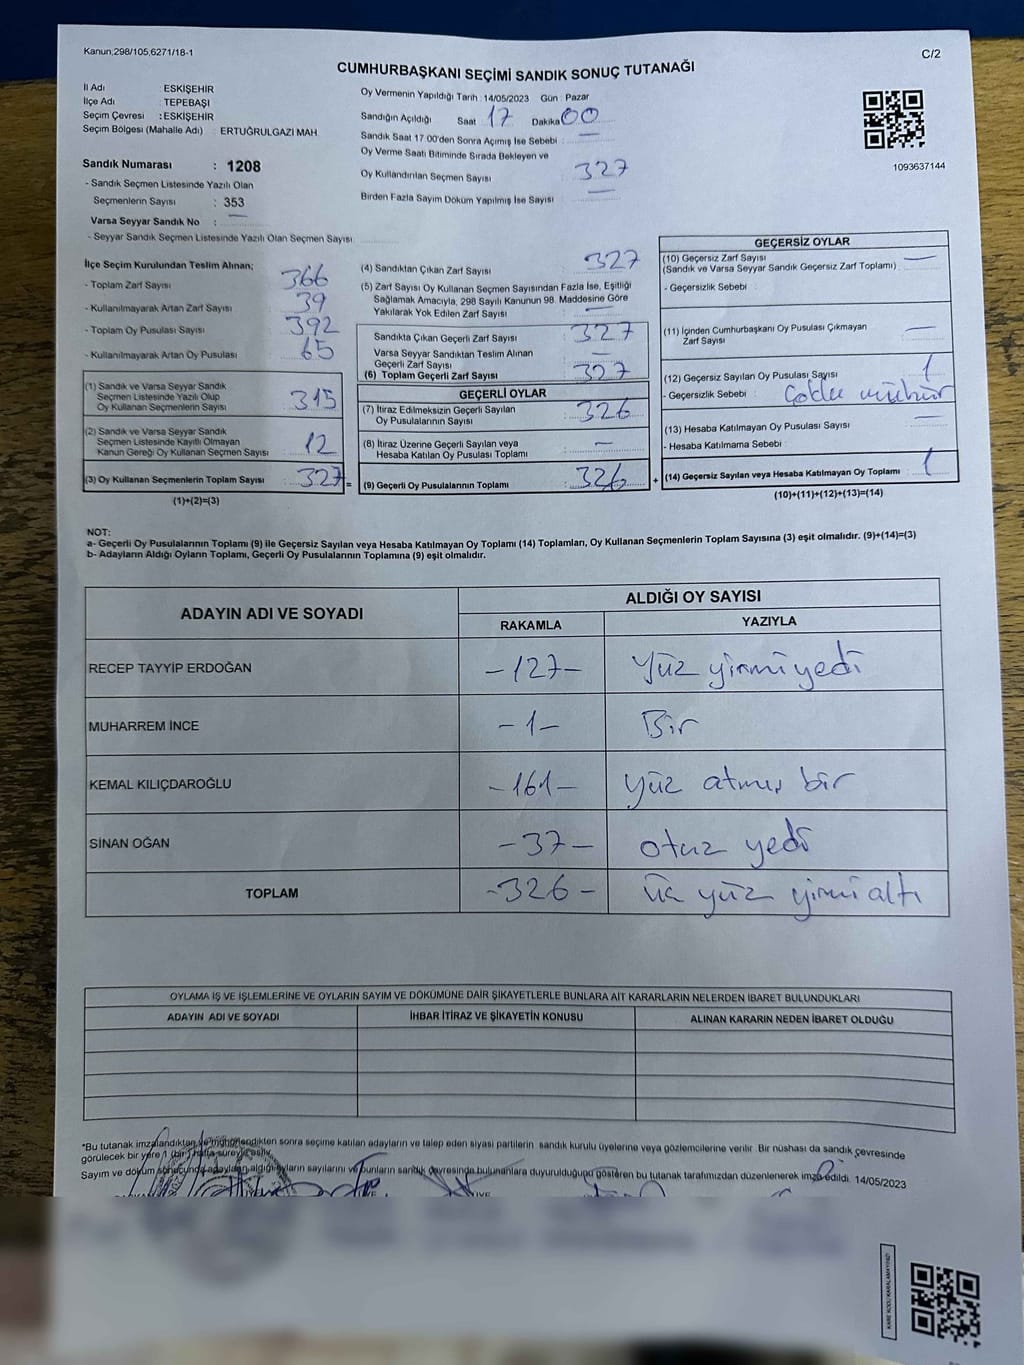 Kanun,298/105,6271/18-1
C/2
CUMHURBAŞKANI SEÇİMİ SANDIK SONUÇ TUTANAĞI
İl Adı : ESKİŞEHİR
İlçe Adı : TEPEBAŞI
Seçim Çevresi : ESKİŞEHİR
Seçim Bölgesi (Mahalle Adı) : ERTUĞRULGAZI MAH.
Sandık Numarası : 1208
- Sandık Seçmen Listesinde Yazılı Olan
Seçmenlerin Sayısı : 353
Varsa Seyyar Sandık No : —
- Seyyar Sandık Seçmen Listesinde Yazılı Olan Seçmen Sayısı
Oy Vermenin Yapıldığı Tarih : 14/05/2023 Gün : Pazar
Sandığın Açıldığı Saat 17 Dakika 00
Sandık Saat 17 00'den Sonra Açımış İse Sebebi : —
Oy Verme Saati Bitiminde Sırada Bekleyen ve
Oy Kullandırılan Seçmen Sayısı 327
Birden Fazla Sayım Döküm Yapılmış İse Sayısı —
1093637144
İlçe Seçim Kurulundan Teslim Alınan;
- Toplam Zarf Sayısı 366
- Kullanılmayarak Artan Zarf Sayısı 39
- Toplam Oy Pusulası Sayısı 392
- Kullanılmayarak Artan Oy Pusulası 65
(1) Sandık ve Varsa Seyyar Sandık
Seçmen Listesinde Yazılı Olup
Oy Kullanan Seçmenlerin Sayısı 315
(2) Sandık ve Varsa Seyyar Sandık
Seçmen Listesinde Kayıtlı Olmayan
Kanun Gereği Oy Kullanan Seçmen Sayısı 12
(3) Oy Kullanan Seçmenlerin Toplam Sayısı 327 =
(1)+(2)=(3)
(4) Sandıktan Çıkan Zarf Sayısı 327
(5) Zarf Sayısı Oy Kullanan Seçmen Sayısından Fazla İse, Eşitliği
Sağlamak Amacıyla, 298 Sayılı Kanunun 98. Maddesine Göre
Yakılarak Yok Edilen Zarf Sayısı —
Sandıkta Çıkan Geçerli Zarf Sayısı 327
Varsa Seyyar Sandıktan Teslim Alınan
Geçerli Zarf Sayısı —
(6) Toplam Geçerli Zarf Sayısı 327
GEÇERLİ OYLAR
(7) İtiraz Edilmeksizin Geçerli Sayılan
Oy Pusulalarının Sayısı 326
(8) İtiraz Üzerine Geçerli Sayılan veya
Hesaba Katılan Oy Pusulası Toplamı —
(9) Geçerli Oy Pusulalarının Toplamı : 326 +
GEÇERSİZ OYLAR
(10) Geçersiz Zarf Sayısı —
(Sandık ve Varsa Seyyar Sandık Geçersiz Zarf Toplamı)
- Geçersizlik Sebebi :
(11) İçinden Cumhurbaşkanı Oy Pusulası Çıkmayan
Zarf Sayısı —
(12) Geçersiz Sayılan Oy Pusulası Sayısı 1
- Geçersizlik Sebebi : Çoklu mühür
(13) Hesaba Katılmayan Oy Pusulası Sayısı
- Hesaba Katılmama Sebebi
(14) Geçersiz Sayılan veya Hesaba Katılmayan Oy Toplamı 1
(10)+(11)+(12)+(13)=(14)
NOT:
a- Geçerli Oy Pusulalarının Toplamı (9) ile Geçersiz Sayılan veya Hesaba Katılmayan Oy Toplamı (14) Toplamları, Oy Kullanan Seçmenlerin Toplam Sayısına (3) eşit olmalıdır. (9)+(14)=(3)
b- Adayların Aldığı Oyların Toplamı, Geçerli Oy Pusulalarının Toplamına (9) eşit olmalıdır.
ADAYIN ADI VE SOYADI
ALDIĞI OY SAYISI
RAKAMLA YAZIYLA
RECEP TAYYİP ERDOĞAN -127- Yüz yirmi yedi
MUHARREM İNCE -1- Bir
KEMAL KILIÇDAROĞLU -161- yüz atmış bir
SİNAN OĞAN -37- otuz yedi
TOPLAM -326- üç yüz yirmi altı
OYLAMA İŞ VE İŞLEMLERİNE VE OYLARIN SAYIM VE DÖKÜMÜNE DAİR ŞİKAYETLERLE BUNLARA AİT KARARLARIN NELERDEN İBARET BULUNDUKLARI
ADAYIN ADI VE SOYADI İHBAR İTİRAZ VE ŞİKAYETİN KONUSU ALINAN KARARIN NEDEN İBARET OLDUĞU
*Bu tutanak imzalandıktan ve mühürlendikten sonra seçime katılan adayların ve talep eden siyasi partilerin sandık kurulu üyelerine veya gözlemcilerine verilir. Bir nüshası da sandık çevresinde
görülecek bir yere 1 (bir) hafta süreyle asılır.
Sayım ve döküm sonucunda adayların aldığı oyların sayılarını ve bunların sandık çevresinde bulunanlara duyurulduğunu gösteren bu tutanak tarafımızdan düzenlenerek imza edildi. 14/05/2023
KARE KODU KARALAMAYINIZ!